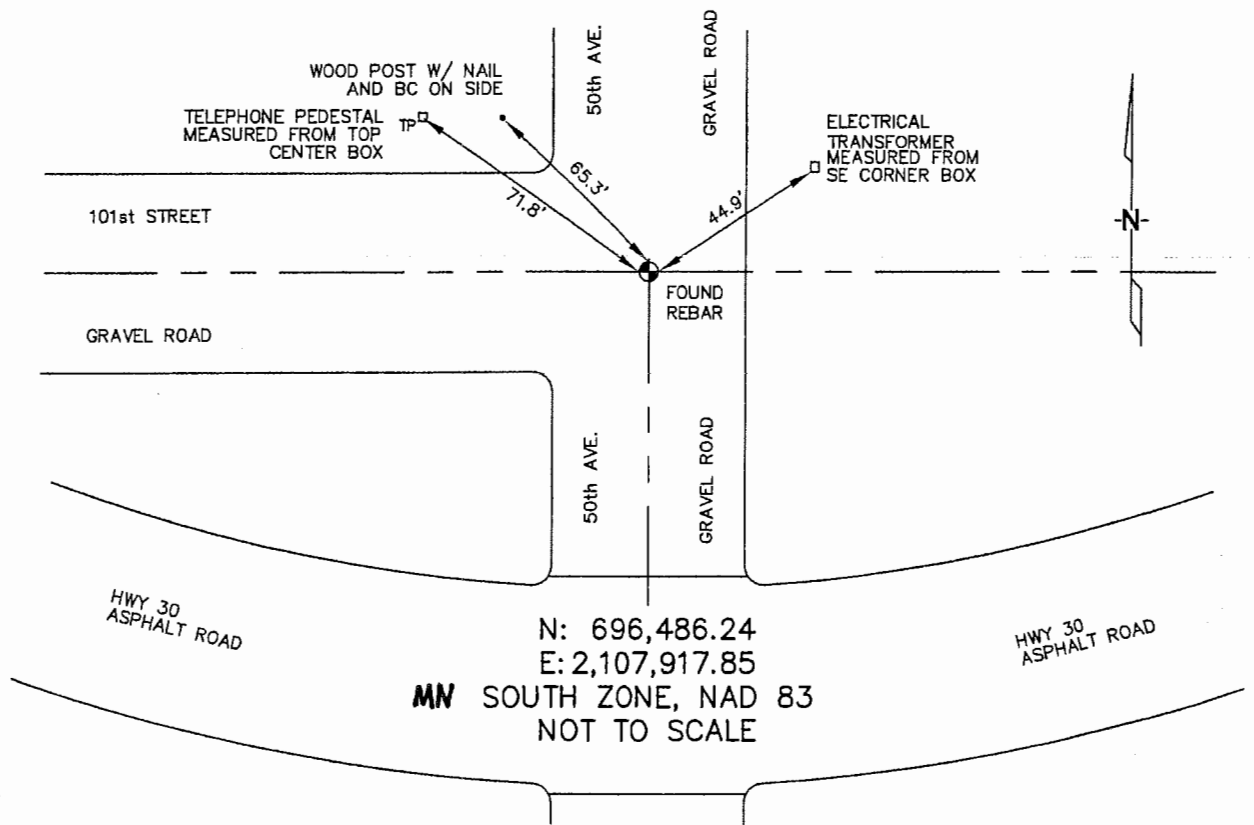 50th AVE.
GRAVEL ROAD
WOOD POST W/ NAIL
AND BC ON SIDE
TELEPHONE PEDESTAL
MEASURED FROM TOP
CENTER BOX
TP
ELECTRICAL
TRANSFORMER
MEASURED FROM
SE CORNER BOX
65.3'
71.8'
44.9'
101st STREET
-N-
FOUND
REBAR
GRAVEL ROAD
50th AVE.
GRAVEL ROAD
HWY 30
ASPHALT ROAD
HWY 30
ASPHALT ROAD
N: 696,486.24
E: 2,107,917.85
MN SOUTH ZONE, NAD 83
NOT TO SCALE